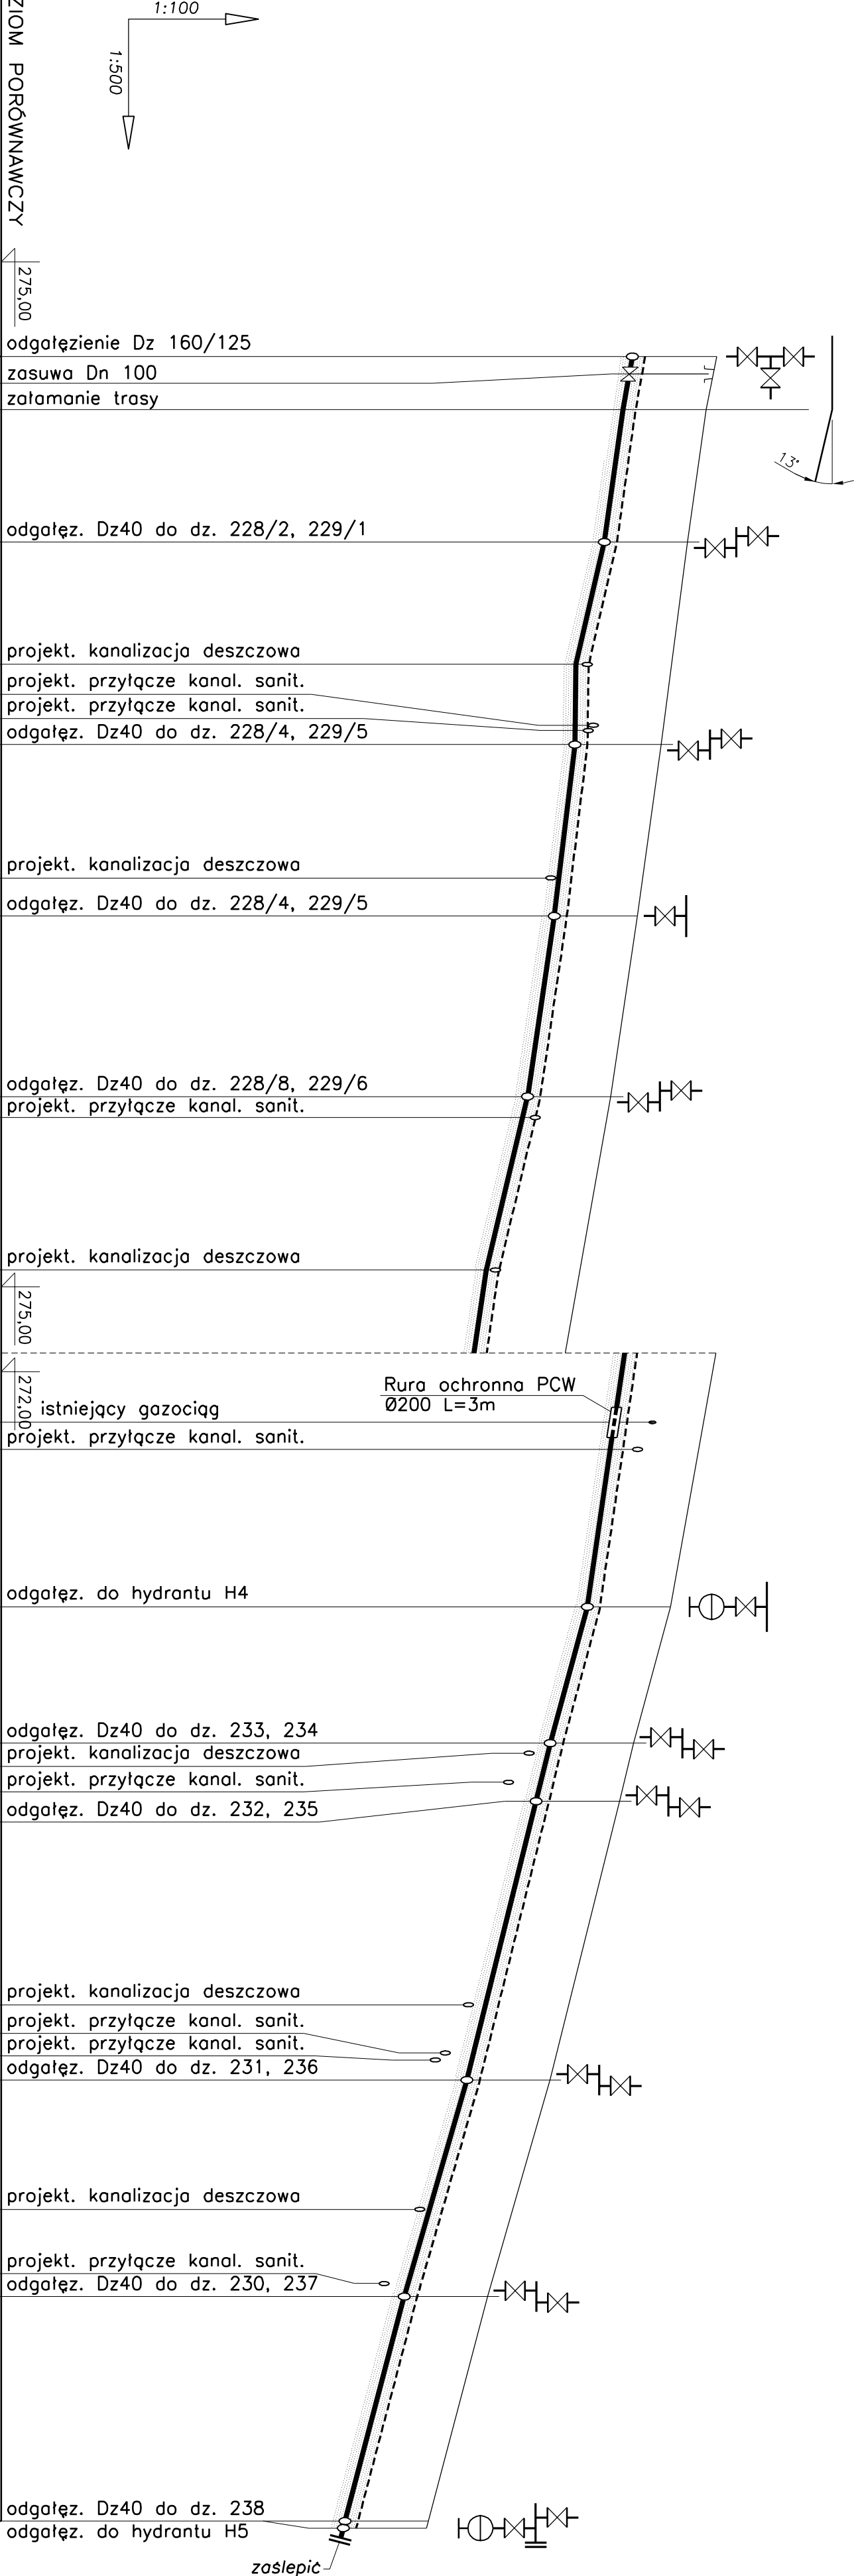 1:100
1:500
ZIOM PORÓWNAWCZY
275,00
odgałęzienie Dz 160/125
zasuwa Dn 100
załamanie trasy
13°
odgałęz. Dz40 do dz. 228/2, 229/1
projekt. kanalizacja deszczowa
projekt. przyłącze kanal. sanit.
projekt. przyłącze kanal. sanit.
odgałęz. Dz40 do dz. 228/4, 229/5
projekt. kanalizacja deszczowa
odgałęz. Dz40 do dz. 228/4, 229/5
odgałęz. Dz40 do dz. 228/8, 229/6
projekt. przyłącze kanal. sanit.
projekt. kanalizacja deszczowa
275,00
272,00
Rura ochronna PCW
Ø200 L=3m
istniejący gazociąg
projekt. przyłącze kanal. sanit.
odgałęz. do hydrantu H4
odgałęz. Dz40 do dz. 233, 234
projekt. kanalizacja deszczowa
projekt. przyłącze kanal. sanit.
odgałęz. Dz40 do dz. 232, 235
projekt. kanalizacja deszczowa
projekt. przyłącze kanal. sanit.
projekt. przyłącze kanal. sanit.
odgałęz. Dz40 do dz. 231, 236
projekt. kanalizacja deszczowa
projekt. przyłącze kanal. sanit.
odgałęz. Dz40 do dz. 230, 237
odgałęz. Dz40 do dz. 238
odgałęz. do hydrantu H5
zaślepić